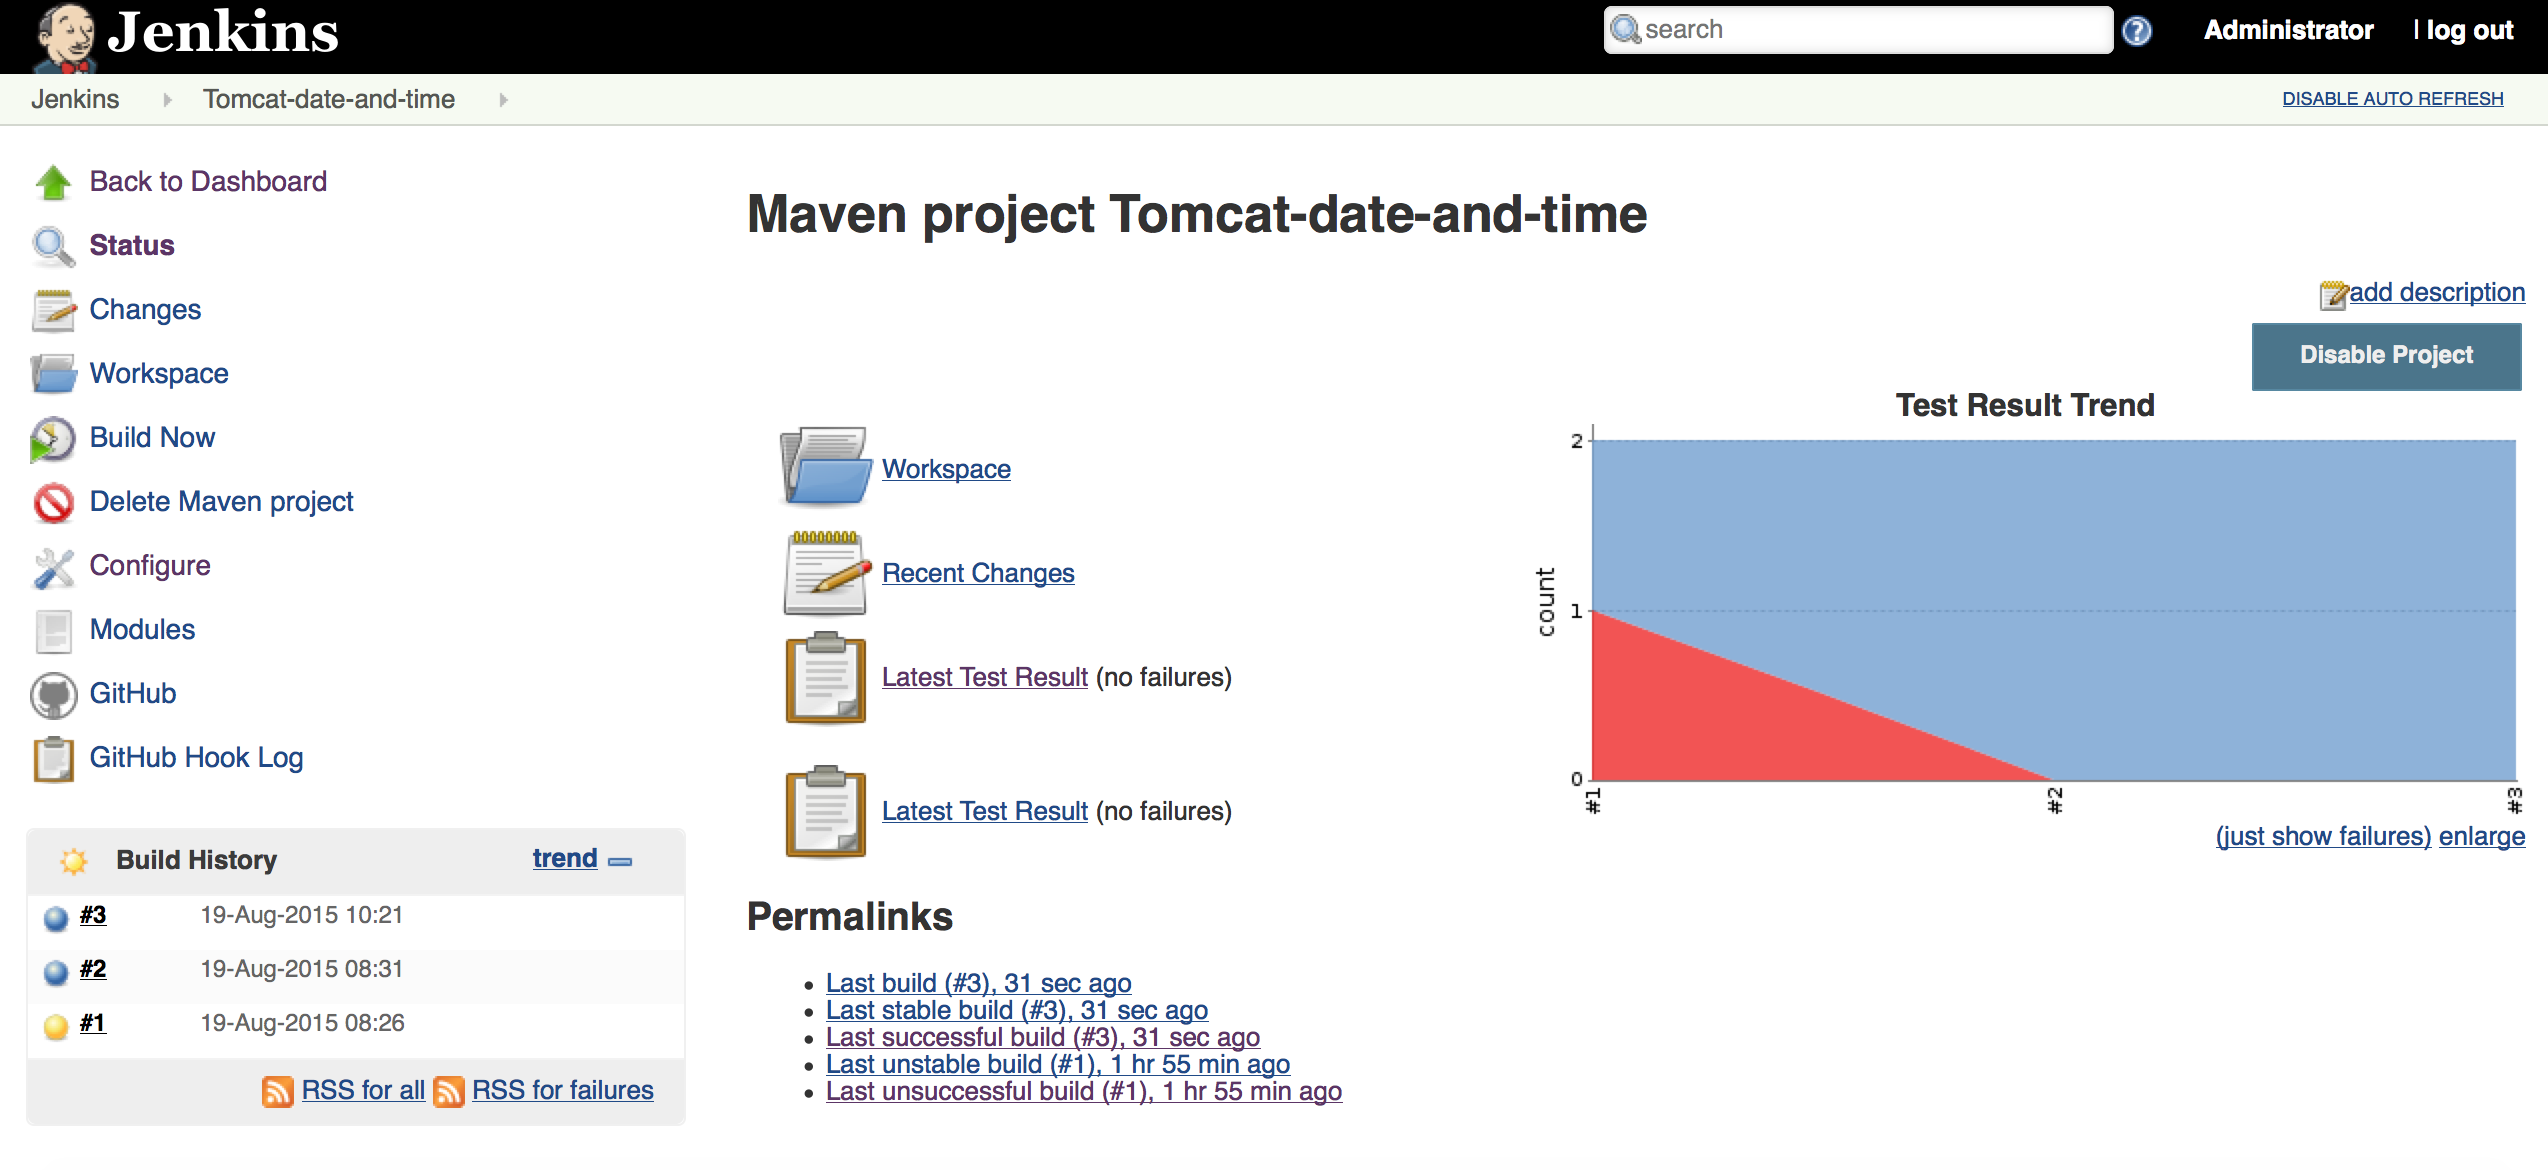 Jenkins
search
?
Administrator
| log out
Jenkins
Tomcat-date-and-time
DISABLE AUTO REFRESH
Back to Dashboard
Status
Changes
Workspace
Build Now
Delete Maven project
Configure
Modules
GitHub
GitHub Hook Log
Build History
trend
#3 19-Aug-2015 10:21
#2 19-Aug-2015 08:31
#1 19-Aug-2015 08:26
RSS for all RSS for failures
Maven project Tomcat-date-and-time
add description
Disable Project
Workspace
Recent Changes
Latest Test Result (no failures)
Latest Test Result (no failures)
Test Result Trend
2
1
0
count
#1
#2
#3
(just show failures) enlarge
Permalinks
Last build (#3), 31 sec ago
Last stable build (#3), 31 sec ago
Last successful build (#3), 31 sec ago
Last unstable build (#1), 1 hr 55 min ago
Last unsuccessful build (#1), 1 hr 55 min ago